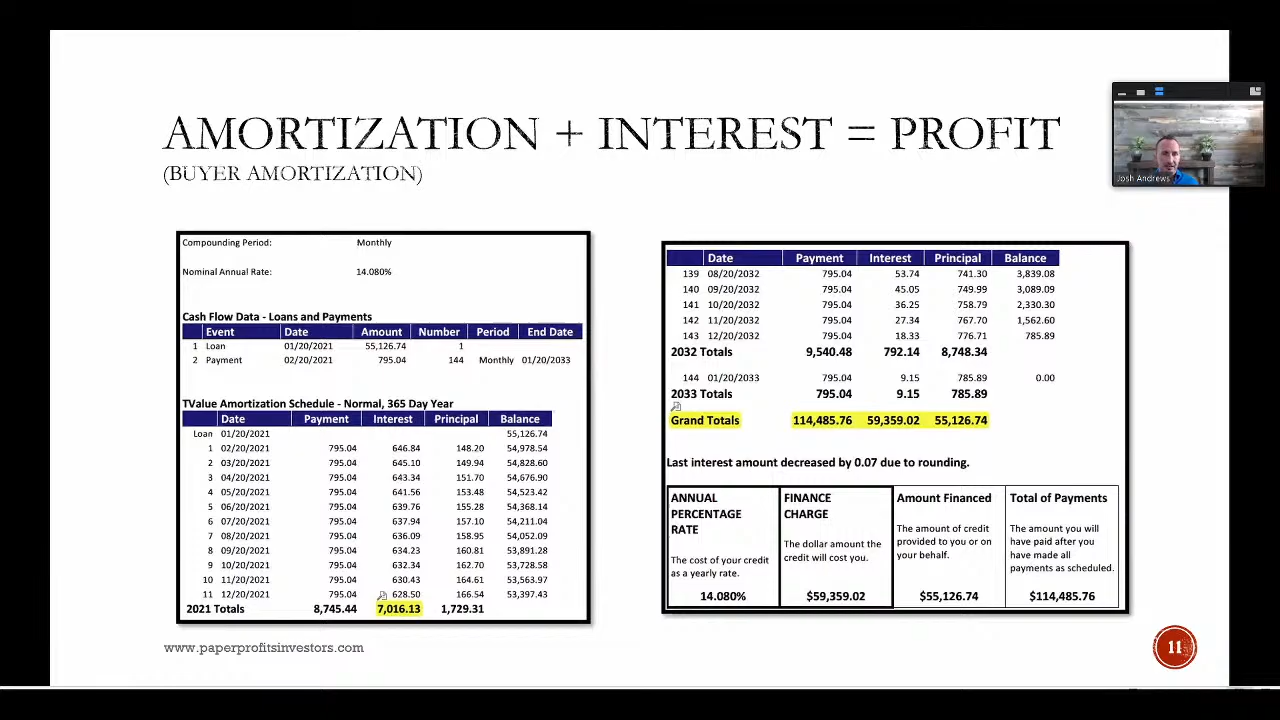 AMORTIZATION + INTEREST = PROFIT
(BUYER AMORTIZATION)
Josh Andrews
Compounding Period: Monthly
Nominal Annual Rate: 14.080%
Cash Flow Data - Loans and Payments
Event Date Amount Number Period End Date
1 Loan 01/20/2021 55,126.74 1
2 Payment 02/20/2021 795.04 144 Monthly 01/20/2033
TValue Amortization Schedule - Normal, 365 Day Year
Date Payment Interest Principal Balance
Loan 01/20/2021 55,126.74
1 02/20/2021 795.04 646.84 148.20 54,978.54
2 03/20/2021 795.04 645.10 149.94 54,828.60
3 04/20/2021 795.04 643.34 151.70 54,676.90
4 05/20/2021 795.04 641.56 153.48 54,523.42
5 06/20/2021 795.04 639.76 155.28 54,368.14
6 07/20/2021 795.04 637.94 157.10 54,211.04
7 08/20/2021 795.04 636.09 158.95 54,052.09
8 09/20/2021 795.04 634.23 160.81 53,891.28
9 10/20/2021 795.04 632.34 162.70 53,728.58
10 11/20/2021 795.04 630.43 164.61 53,563.97
11 12/20/2021 795.04 628.50 166.54 53,397.43
2021 Totals 8,745.44 7,016.13 1,729.31
Date Payment Interest Principal Balance
139 08/20/2032 795.04 53.74 741.30 3,839.08
140 09/20/2032 795.04 45.05 749.99 3,089.09
141 10/20/2032 795.04 36.25 758.79 2,330.30
142 11/20/2032 795.04 27.34 767.70 1,562.60
143 12/20/2032 795.04 18.33 776.71 785.89
2032 Totals 9,540.48 792.14 8,748.34
144 01/20/2033 795.04 9.15 785.89 0.00
2033 Totals 795.04 9.15 785.89
Grand Totals 114,485.76 59,359.02 55,126.74
Last interest amount decreased by 0.07 due to rounding.
ANNUAL
PERCENTAGE
RATE
The cost of your credit
as a yearly rate.
14.080%
FINANCE
CHARGE
The dollar amount the
credit will cost you.
$59,359.02
Amount Financed
The amount of credit
provided to you or on
your behalf.
$55,126.74
Total of Payments
The amount you will
have paid after you
have made all
payments as scheduled.
$114,485.76
www.paperprofitsinvestors.com
11